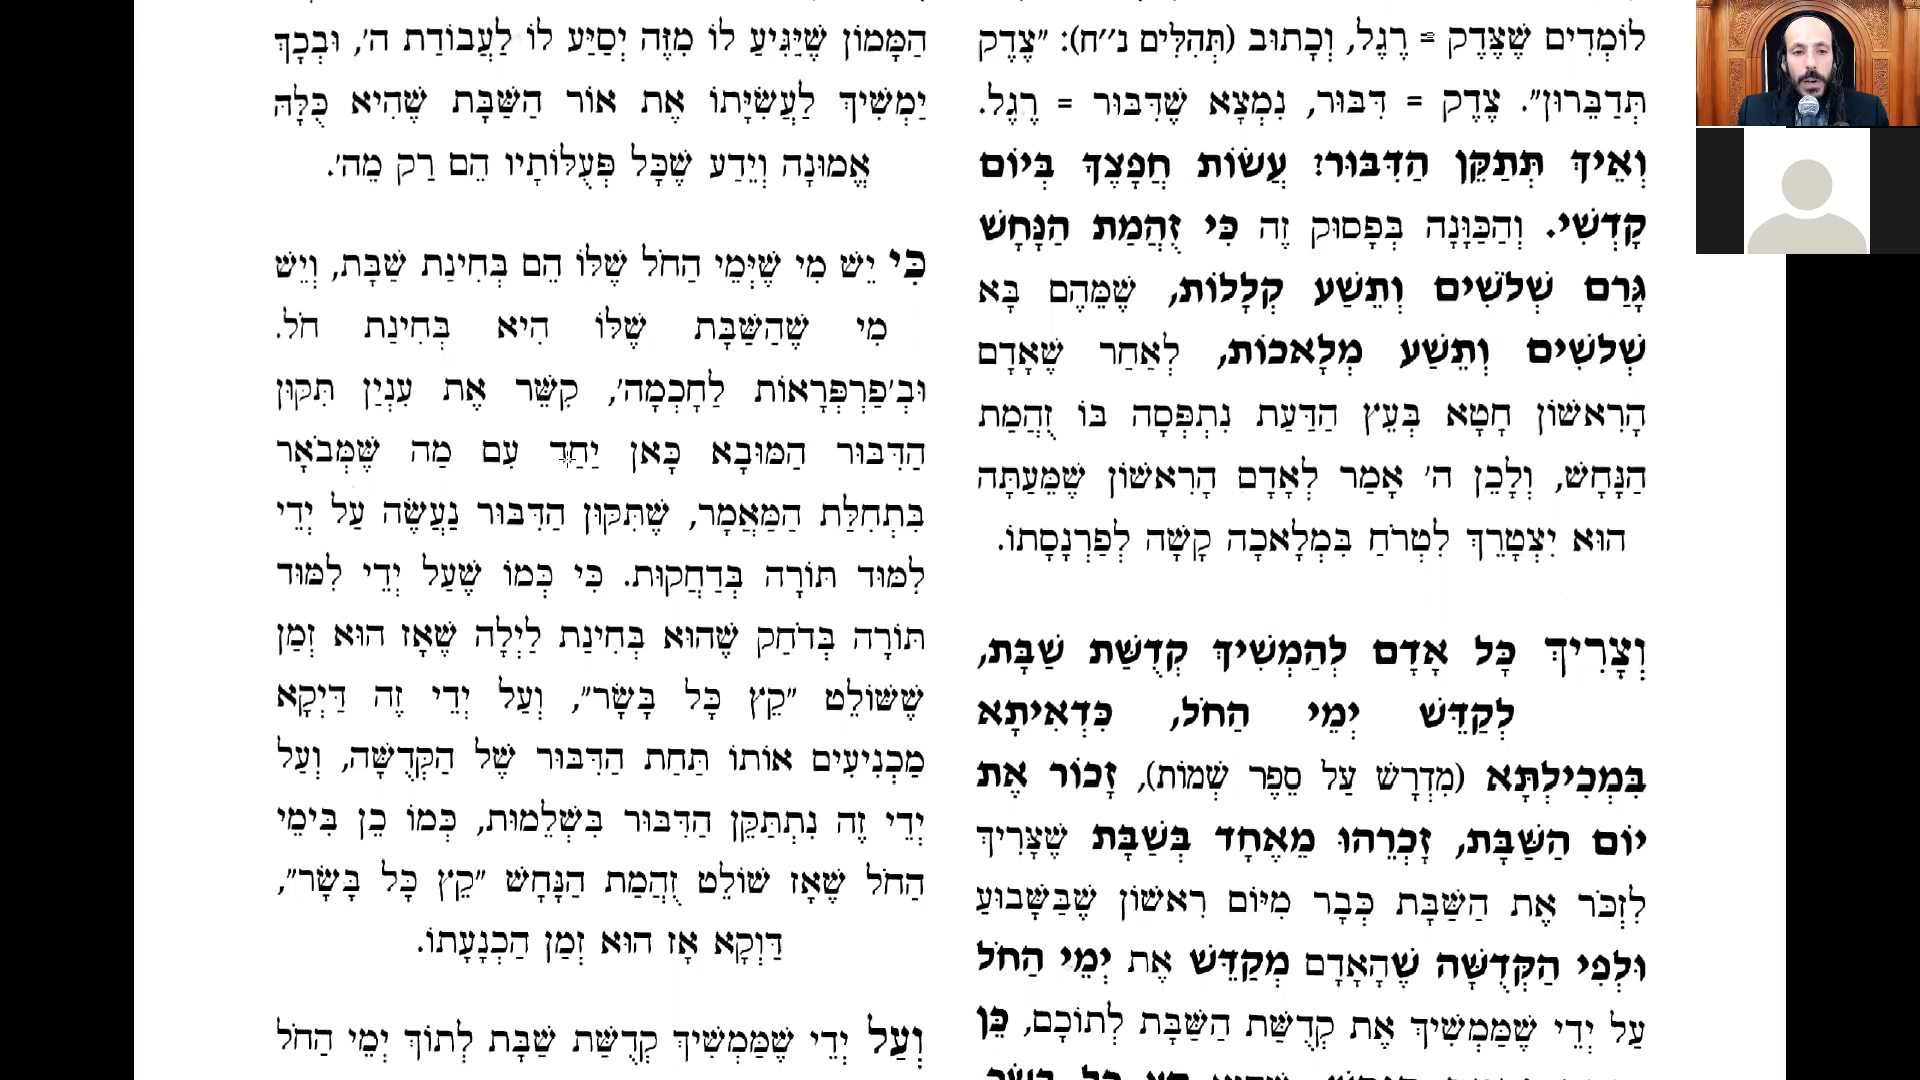 לוֹמְדִים שֶׁצֶּדֶק = רֶגֶל, וְכָתוּב (תְּהִלִּים נ״ח): ״צֶדֶק
תְּדַבֵּרוּן״. צֶדֶק = דִּבּוּר, נִמְצָא שֶׁדִּבּוּר = רֶגֶל.
וְאֵיךְ תְּתַקֵּן הַדִּבּוּר? עֲשׂוֹת חֲפָצֶךָ בְּיוֹם
קָדְשִׁי. וְהַכַּוָּנָה בְּפָסוּק זֶה כִּי זֻהֲמַת הַנָּחָשׁ
גָּרַם שְׁלֹשִׁים וְתֵשַׁע קְלָלוֹת, שֶׁמֵּהֶם בָּא
שְׁלֹשִׁים וְתֵשַׁע מְלָאכוֹת, לְאַחַר שֶׁאָדָם
הָרִאשׁוֹן חָטָא בְּעֵץ הַדַּעַת נִתְפְּסָה בּוֹ זֻהֲמַת
הַנָּחָשׁ, וְלָכֵן ה׳ אָמַר לְאָדָם הָרִאשׁוֹן שֶׁמֵּעַתָּה
הוּא יִצְטָרֵךְ לִטְרֹחַ בִּמְלָאכָה קָשָׁה לְפַרְנָסָתוֹ.
וְצָרִיךְ כָּל אָדָם לְהַמְשִׁיךְ קְדֻשַּׁת שַׁבָּת,
לְקַדֵּשׁ יְמֵי הַחֹל, כִּדְאִיתָא
בִּמְכִילְתָּא (מִדְרָשׁ עַל סֵפֶר שְׁמוֹת), זָכוֹר אֶת
יוֹם הַשַּׁבָּת, זָכְרֵהוּ מֵאֶחָד בְּשַׁבָּת שֶׁצָּרִיךְ
לִזְכֹּר אֶת הַשַּׁבָּת כְּבָר מִיּוֹם רִאשׁוֹן שֶׁבַּשָּׁבוּעַ
וּלְפִי הַקְּדֻשָּׁה שֶׁהָאָדָם מְקַדֵּשׁ אֶת יְמֵי הַחֹל
עַל יְדֵי שֶׁמַּמְשִׁיךְ אֶת קְדֻשַּׁת הַשַּׁבָּת לְתוֹכָם, כֵּן
הַמָּמוֹן שֶׁיַּגִּיעַ לוֹ מִזֶּה יְסַיַּע לוֹ לַעֲבוֹדַת ה׳, וּבְכָךְ
יַמְשִׁיךְ לַעֲשִׂיָּתוֹ אֶת אוֹר הַשַּׁבָּת שֶׁהִיא כֻּלָּהּ
אֱמוּנָה וְיֵדַע שֶׁכָּל פְּעֻלּוֹתָיו הֵם רַק מֵה׳.
כִּי יֵשׁ מִי שֶׁיְּמֵי הַחֹל שֶׁלּוֹ הֵם בְּחִינַת שַׁבָּת, וְיֵשׁ
מִי שֶׁהַשַּׁבָּת שֶׁלּוֹ הִיא בְּחִינַת חֹל.
וּבְ׳פַרְפְּרָאוֹת לַחָכְמָה׳, קִשֵּׁר אֶת עִנְיַן תִּקּוּן
הַדִּבּוּר הַמּוּבָא כָּאן יַחַד עִם מַה שֶּׁמְּבֹאָר
בִּתְחִלַּת הַמַּאֲמָר, שֶׁתִּקּוּן הַדִּבּוּר נַעֲשֶׂה עַל יְדֵי
לִמּוּד תּוֹרָה בְּדַחֲקוּת. כִּי כְּמוֹ שֶׁעַל יְדֵי לִמּוּד
תּוֹרָה בְּדֹחַק שֶׁהוּא בְּחִינַת לַיְלָה שֶׁאָז הוּא זְמַן
שֶׁשּׁוֹלֵט ״קֵץ כָּל בָּשָׂר״, וְעַל יְדֵי זֶה דַּיְקָא
מַכְנִיעִים אוֹתוֹ תַּחַת הַדִּבּוּר שֶׁל הַקְּדֻשָּׁה, וְעַל
יְדֵי זֶה נִתְתַּקֵּן הַדִּבּוּר בִּשְׁלֵמוּת, כְּמוֹ כֵן בִּימֵי
הַחֹל שֶׁאָז שׁוֹלֵט זֻהֲמַת הַנָּחָשׁ ״קֵץ כָּל בָּשָׂר״,
דַּוְקָא אָז הוּא זְמַן הַכְנָעָתוֹ.
וְעַל יְדֵי שֶׁמַּמְשִׁיךְ קְדֻשַּׁת שַׁבָּת לְתוֹךְ יְמֵי הַחֹל